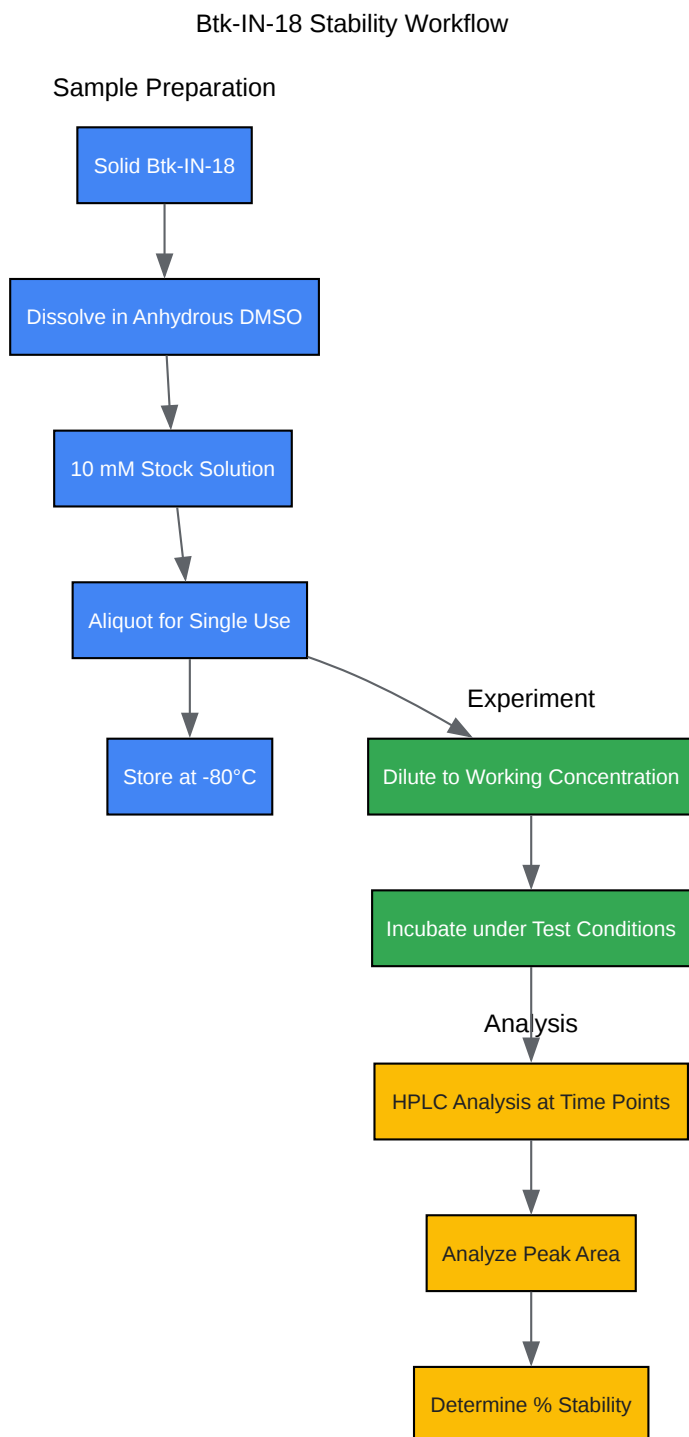 Btk-IN-18 Stability Workflow
Sample Preparation
Solid Btk-IN-18
Dissolve in Anhydrous DMSO
10 mM Stock Solution
Aliquot for Single Use
Store at -80°C
Experiment
Dilute to Working Concentration
Incubate under Test Conditions
Analysis
HPLC Analysis at Time Points
Analyze Peak Area
Determine % Stability